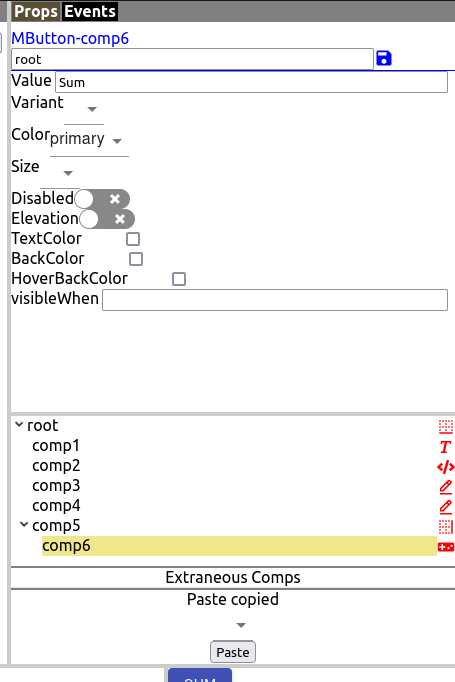 Props Events
MButton-comp6
root
Value Sum
Variant
Color primary
Size
Disabled
Elevation
TextColor
BackColor
HoverBackColor
visibleWhen
root
comp1
comp2
comp3
comp4
comp5
comp6
Extraneous Comps
Paste copied
Paste
SUM